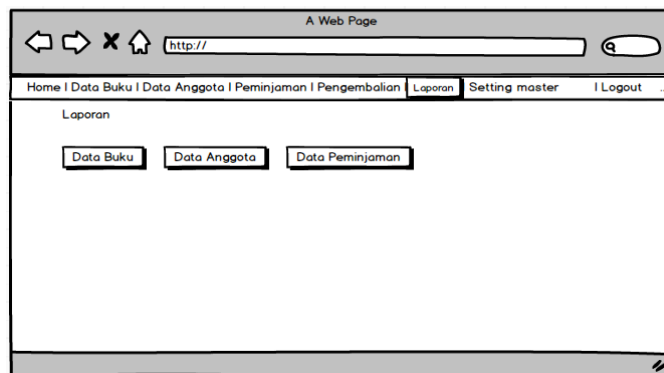 A Web Page
http://
Home | Data Buku | Data Anggota | Peminjaman | Pengembalian | Laporan | Setting master | Logout
Laporan
Data Buku Data Anggota Data Peminjaman